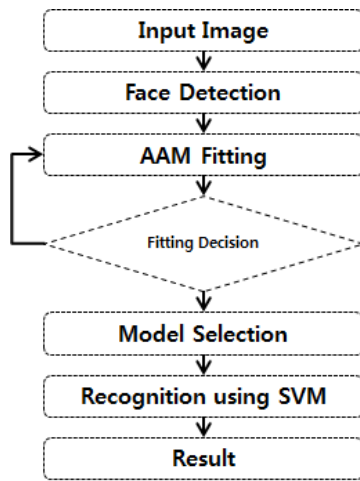 Input Image
Face Detection
AAM Fitting
Fitting Decision
Model Selection
Recognition using SVM
Result